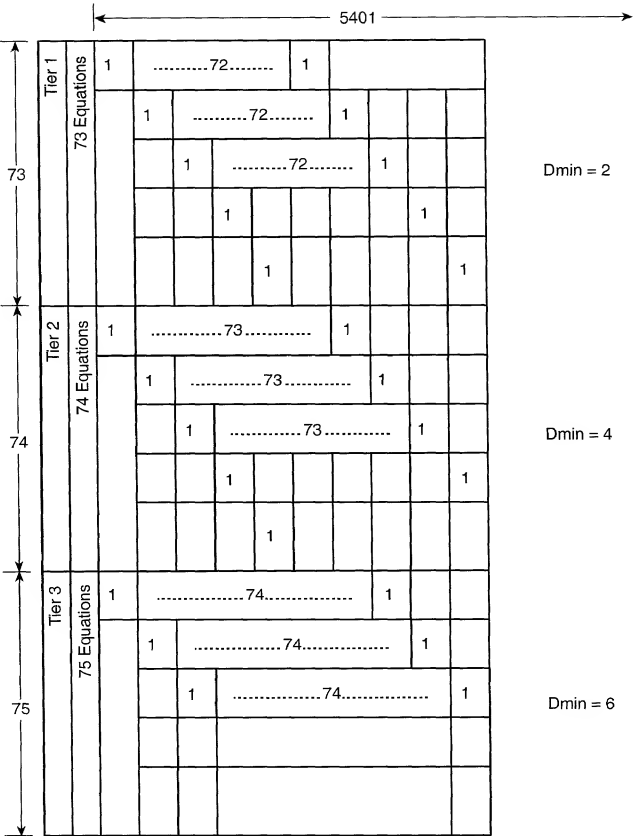 5401
Tier 1
73 Equations
73
1 ........72........ 1
1 ........72........ 1
1 ........72........ 1
1 1
1 1
Dmin = 2
Tier 2
74 Equations
74
1 ........73........ 1
1 ........73........ 1
1 ........73........ 1
1 1
1
Dmin = 4
Tier 3
75 Equations
75
1 ........74........ 1
1 ........74........ 1
1 ........74........ 1
Dmin = 6